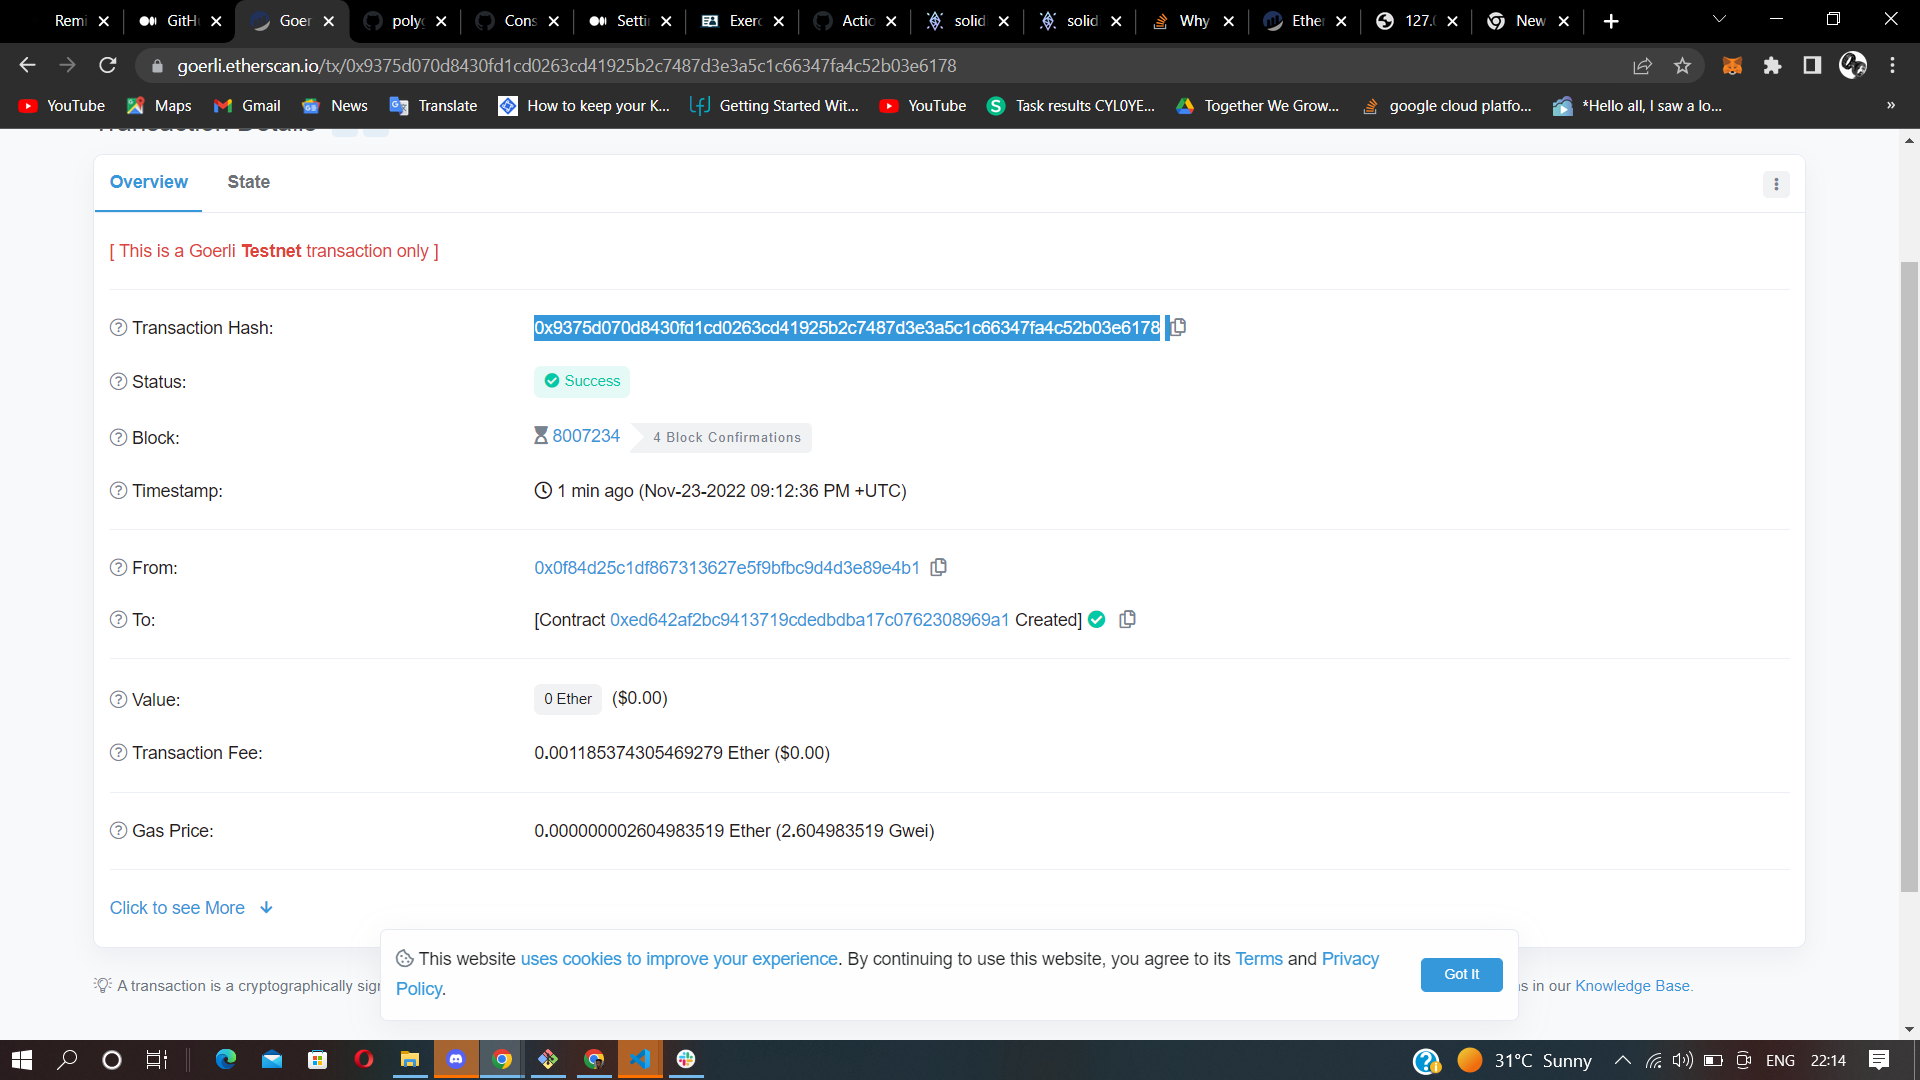 Remi
GitH
Goer
poly
Cons
Setti
Exerc
Actio
solid
solid
Why
Ether
127.
New
goerli.etherscan.io/tx/0x9375d070d8430fd1cd0263cd41925b2c7487d3e3a5c1c66347fa4c52b03e6178
YouTube
Maps
Gmail
News
Translate
How to keep your K...
Getting Started Wit...
YouTube
Task results CYL0YE...
Together We Grow...
google cloud platfo...
*Hello all, I saw a lo...
»
Transaction Details
Overview
State
[ This is a Goerli Testnet transaction only ]
Transaction Hash:
0x9375d070d8430fd1cd0263cd41925b2c7487d3e3a5c1c66347fa4c52b03e6178
Status:
Success
Block:
8007234
4 Block Confirmations
Timestamp:
1 min ago (Nov-23-2022 09:12:36 PM +UTC)
From:
0x0f84d25c1df867313627e5f9bfbc9d4d3e89e4b1
To:
[Contract 0xed642af2bc9413719cdedbdba17c0762308969a1 Created]
Value:
0 Ether ($0.00)
Transaction Fee:
0.001185374305469279 Ether ($0.00)
Gas Price:
0.000000002604983519 Ether (2.604983519 Gwei)
Click to see More
This website uses cookies to improve your experience. By continuing to use this website, you agree to its Terms and Privacy
Policy.
Got It
A transaction is a cryptographically sig
s in our Knowledge Base.
31°C Sunny
ENG
22:14